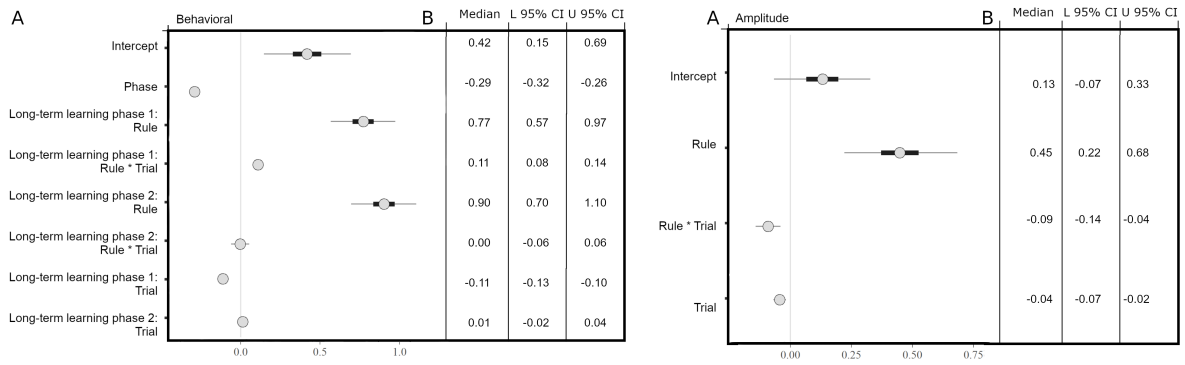 A Behavioral B Median L 95% CI U 95% CI
Intercept 0.42 0.15 0.69
Phase -0.29 -0.32 -0.26
Long-term learning phase 1:
Rule 0.77 0.57 0.97
Long-term learning phase 1:
Rule * Trial 0.11 0.08 0.14
Long-term learning phase 2:
Rule 0.90 0.70 1.10
Long-term learning phase 2:
Rule * Trial 0.00 -0.06 0.06
Long-term learning phase 1:
Trial -0.11 -0.13 -0.10
Long-term learning phase 2:
Trial 0.01 -0.02 0.04
0.0 0.5 1.0
A Amplitude B Median L 95% CI U 95% CI
Intercept 0.13 -0.07 0.33
Rule 0.45 0.22 0.68
Rule * Trial -0.09 -0.14 -0.04
Trial -0.04 -0.07 -0.02
0.00 0.25 0.50 0.75